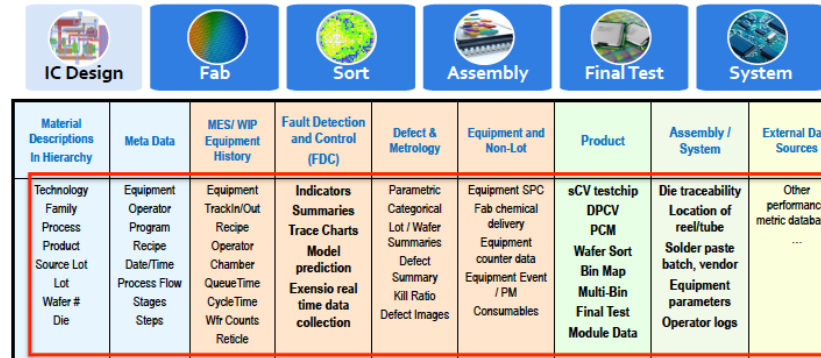 IC Design
Fab
Sort
Assembly
Final Test
System
Material
Descriptions
In Hierarchy
Meta Data
MES/ WIP
Equipment
History
Fault Detection
and Control
(FDC)
Defect &
Metrology
Equipment and
Non-Lot
Product
Assembly /
System
External Da
Sources
Technology
Family
Process
Product
Source Lot
Lot
Wafer #
Die
Equipment
Operator
Program
Recipe
Date/Time
Process Flow
Stages
Steps
Equipment
TrackIn/Out
Recipe
Operator
Chamber
QueueTime
CycleTime
Wfr Counts
Reticle
Indicators
Summaries
Trace Charts
Model
prediction
Exensio real
time data
collection
Parametric
Categorical
Lot / Wafer
Summaries
Defect
Summary
Kill Ratio
Defect Images
Equipment SPC
Fab chemical
delivery
Equipment
counter data
Equipment Event
/ PM
Consumables
sCV testchip
DPCV
PCM
Wafer Sort
Bin Map
Multi-Bin
Final Test
Module Data
Die traceability
Location of
reel/tube
Solder paste
batch, vendor
Equipment
parameters
Operator logs
Other
performanc
metric databa
...